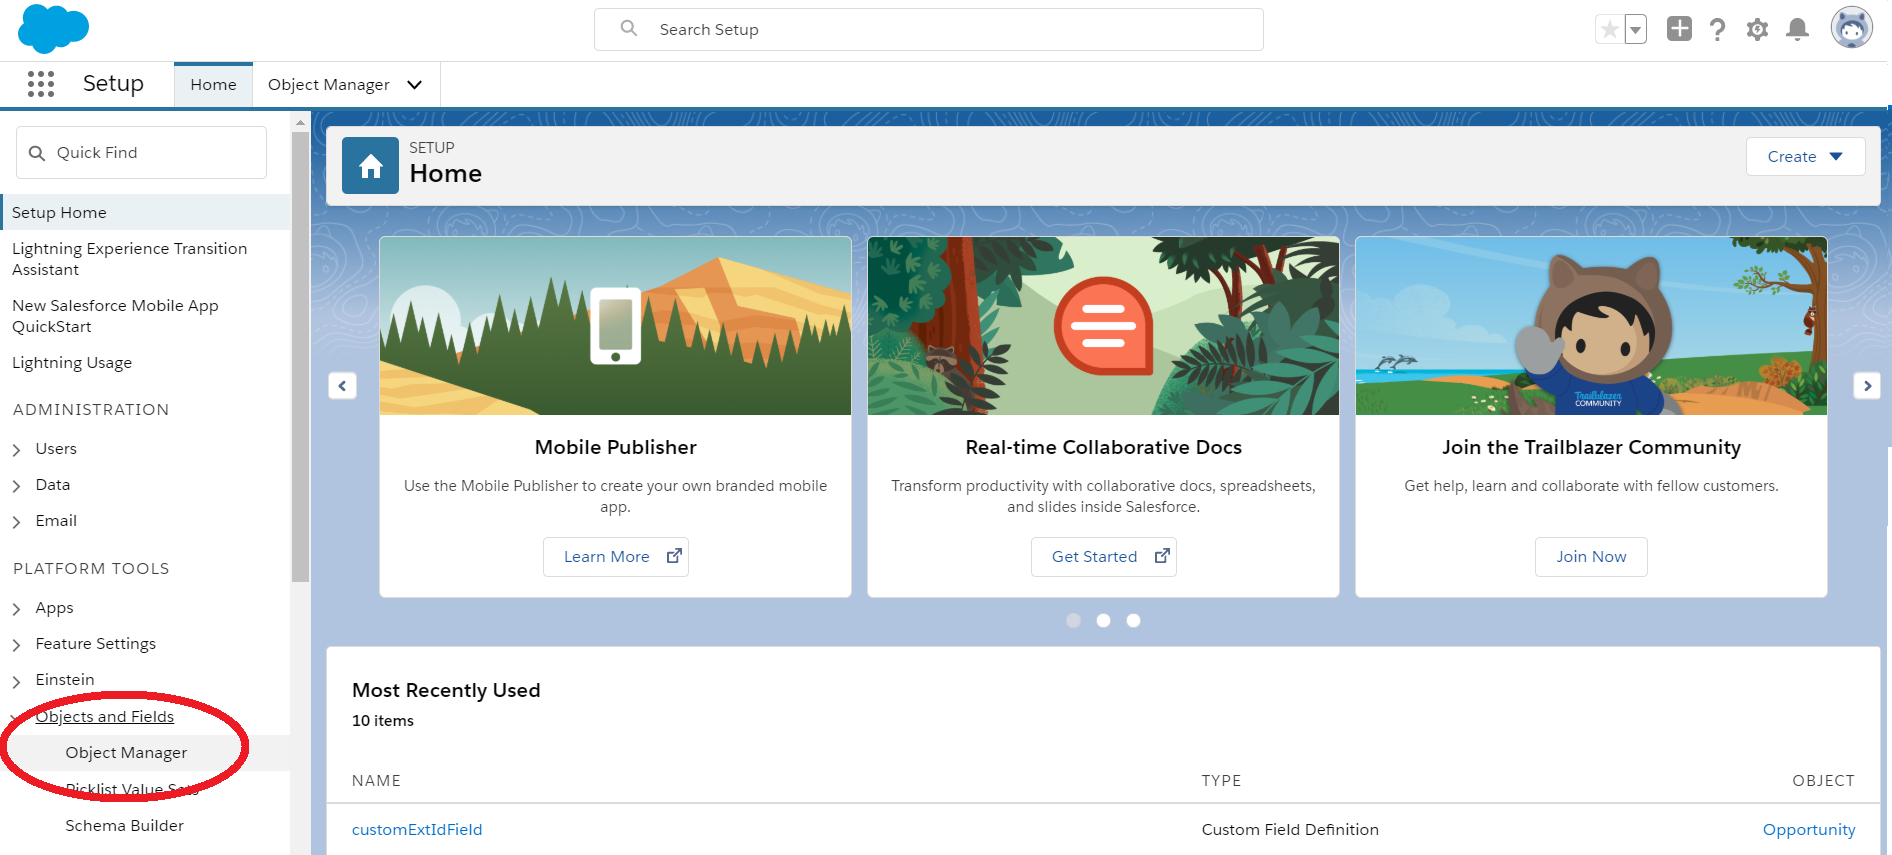 Search Setup
Setup
Home
Object Manager
Quick Find
Setup Home
Lightning Experience Transition
Assistant
New Salesforce Mobile App
QuickStart
Lightning Usage
ADMINISTRATION
Users
Data
Email
PLATFORM TOOLS
Apps
Feature Settings
Einstein
Objects and Fields
Object Manager
Picklist Value Sets
Schema Builder
SETUP
Home
Create
Trailblazer
COMMUNITY
Mobile Publisher
Use the Mobile Publisher to create your own branded mobile
app.
Learn More
Real-time Collaborative Docs
Transform productivity with collaborative docs, spreadsheets,
and slides inside Salesforce.
Get Started
Join the Trailblazer Community
Get help, learn and collaborate with fellow customers.
Join Now
Most Recently Used
10 items
NAME TYPE OBJECT
customExtIdField Custom Field Definition Opportunity